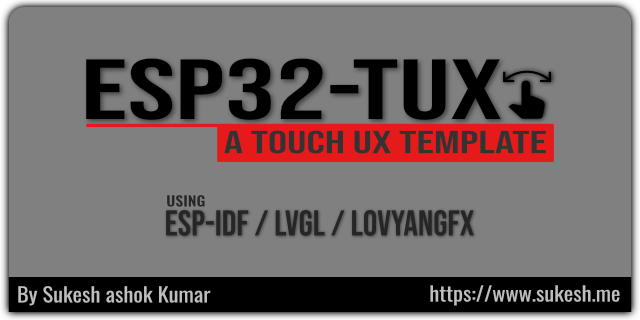 ESP32-TUX
A TOUCH UX TEMPLATE
USING
ESP-IDF / LVGL / LOVYANGFX
By Sukesh ashok Kumar
https://www.sukesh.me